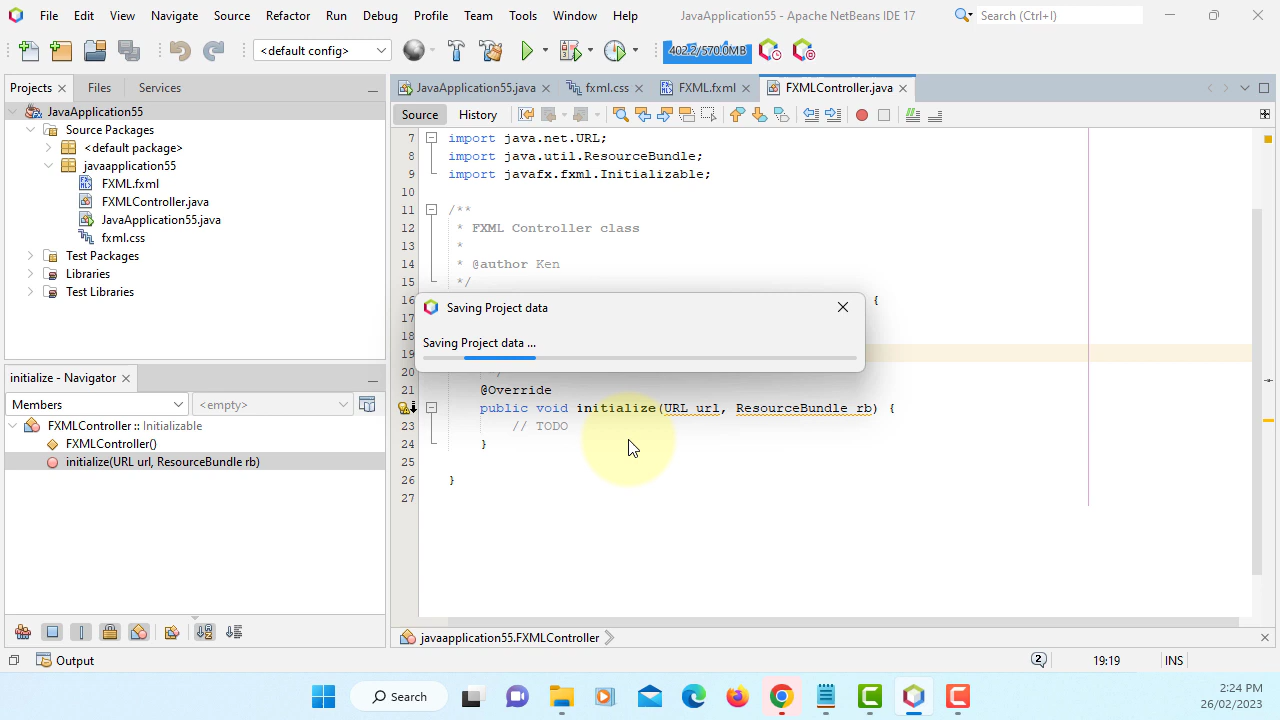 File Edit View Navigate Source Refactor Run Debug Profile Team Tools Window Help
JavaApplication55 - Apache NetBeans IDE 17
Search (Ctrl+I)
<default config>
402.2/570.0MB
Projects Files Services
JavaApplication55
Source Packages
<default package>
javaapplication55
FXML.fxml
FXMLController.java
JavaApplication55.java
fxml.css
Test Packages
Libraries
Test Libraries
initialize - Navigator
Members <empty>
FXMLController :: Initializable
FXMLController()
initialize(URL url, ResourceBundle rb)
JavaApplication55.java fxml.css FXML.fxml FXMLController.java
Source History
7 import java.net.URL;
8 import java.util.ResourceBundle;
9 import javafx.fxml.Initializable;
10
11 /**
12 * FXML Controller class
13 *
14 * @author Ken
15 */
16 {
17
18
19
20 */
21 @Override
22 public void initialize(URL url, ResourceBundle rb) {
23 // TODO
24 }
25
26 }
27
Saving Project data
Saving Project data ...
javaapplication55.FXMLController
Output
2
19:19 INS
Search
2:24 PM
26/02/2023